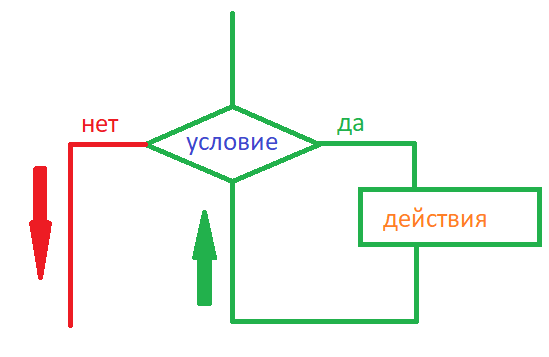 нет
да
условие
действия